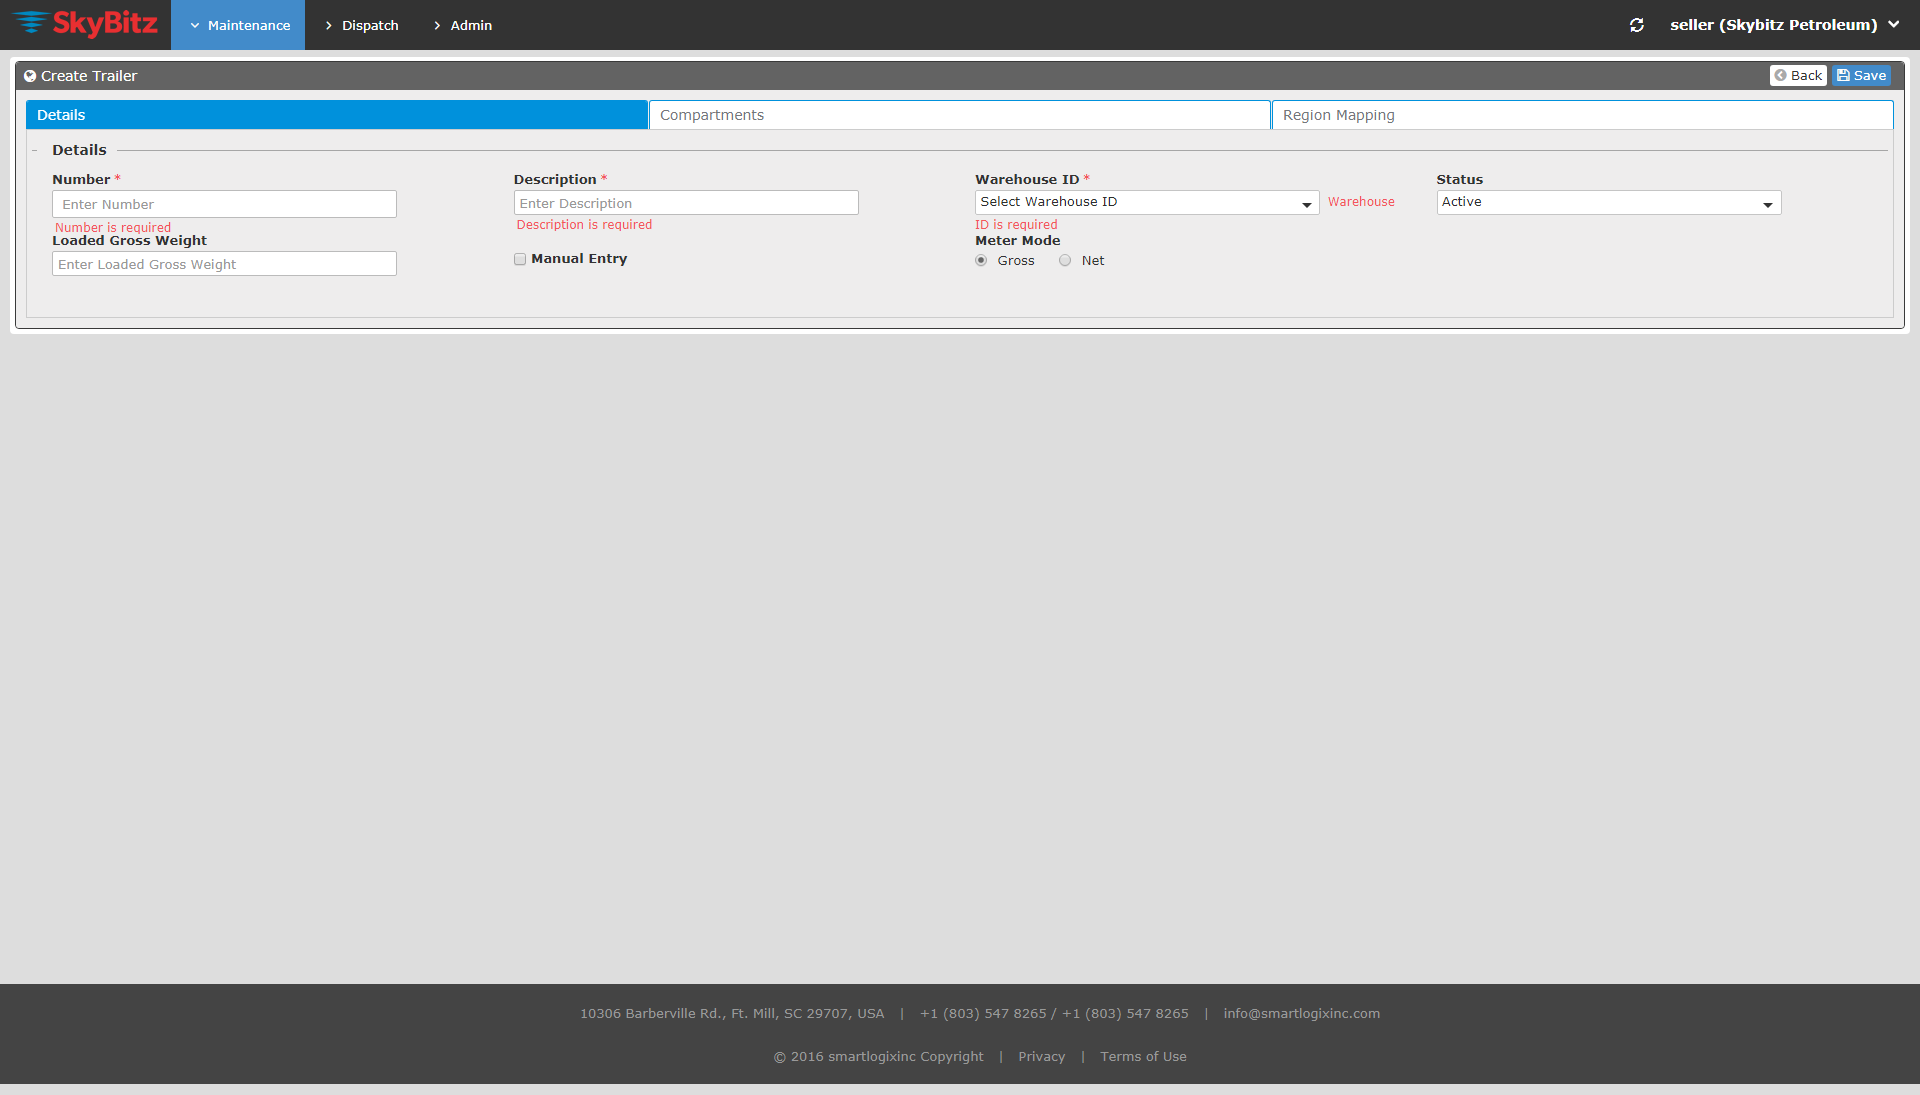 SkyBitz Maintenance Dispatch Admin seller (Skybitz Petroleum)
Create Trailer Back Save
Details Compartments Region Mapping
- Details
Number * Description * Warehouse ID * Status
Enter Number Enter Description Select Warehouse ID Warehouse Active
Number is required Description is required ID is required
Loaded Gross Weight Meter Mode
Enter Loaded Gross Weight Manual Entry Gross Net
10306 Barberville Rd., Ft. Mill, SC 29707, USA | +1 (803) 547 8265 / +1 (803) 547 8265 | info@smartlogixinc.com
© 2016 smartlogixinc Copyright | Privacy | Terms of Use